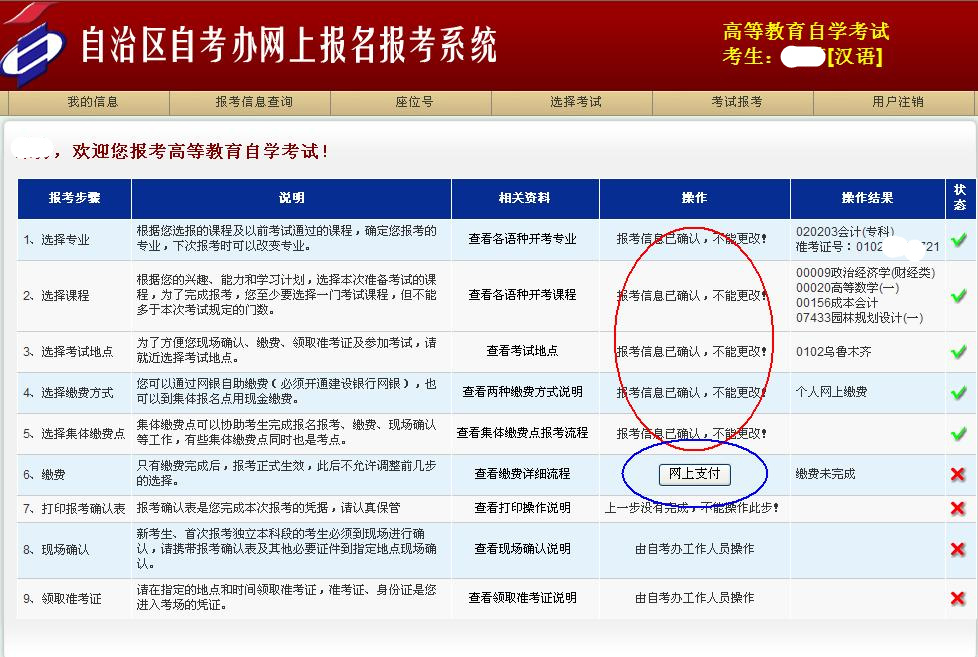 自治区自考办网上报名报考系统
高等教育自学考试
考生：
[汉语]
我的信息
报考信息查询
座位号
选择考试
考试报考
用户注销
，欢迎您报考高等教育自学考试！
报考步骤
说明
相关资料
操作
操作结果
状
态
1、选择专业
根据您选报的课程及以前考试通过的课程，确定您报考的
专业，下次报考时可以改变专业。
查看各语种开考专业
报考信息已确认，不能更改！
020203会计(专科)
准考证号：0102
721
2、选择课程
根据您的兴趣、能力和学习计划，选择本次准备考试的课
程，为了完成报考，您至少要选择一门考试课程，但不能
多于本次考试规定的门数。
查看各语种开考课程
报考信息已确认，不能更改！
00009政治经济学(财经类)
00020高等数学(一)
00156成本会计
07433园林规划设计(一)
3、选择考试地点
为了方便您现场确认、缴费、领取准考证及参加考试，请
就近选择考试地点。
查看考试地点
报考信息已确认，不能更改！
0102乌鲁木齐
4、选择缴费方式
您可以通过网银自助缴费（必须开通建设银行网银），也
可以到集体报名点用现金缴费。
查看两种缴费方式说明
报考信息已确认，不能更改！
个人网上缴费
5、选择集体缴费点
集体缴费点可以协助考生完成报名报考、缴费、现场确认
等工作，有些集体缴费点同时也是考点。
查看集体缴费点报考流程
报考信息已确认，不能更改！
6、缴费
只有缴费完成后，报考正式生效，此后不允许调整前几步
的选择。
查看缴费详细流程
网上支付
缴费未完成
7、打印报考确认表
报考确认表是您完成本次报考的凭据，请认真保管
查看打印操作说明
上一步没有完成，不能操作此步！
8、现场确认
新考生、首次报考独立本科段的考生必须到现场进行确
认，请携带报考确认表及其他必要证件到指定地点现场确
认。
查看现场确认说明
由自考办工作人员操作
9、领取准考证
请在指定的地点和时间领取准考证，准考证、身份证是您
进入考场的凭证。
查看领取准考证说明
由自考办工作人员操作